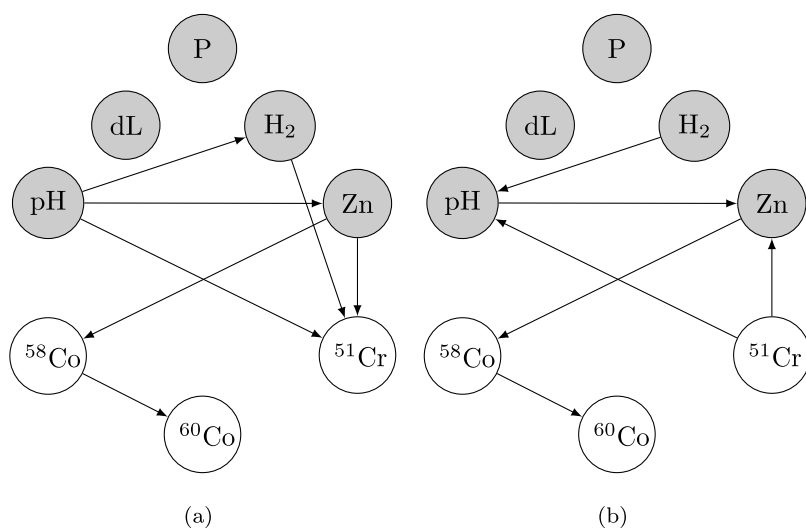 P P
dL H₂ dL H₂
pH Zn pH Zn
⁵⁸Co ⁵¹Cr ⁵⁸Co ⁵¹Cr
⁶⁰Co ⁶⁰Co
(a) (b)